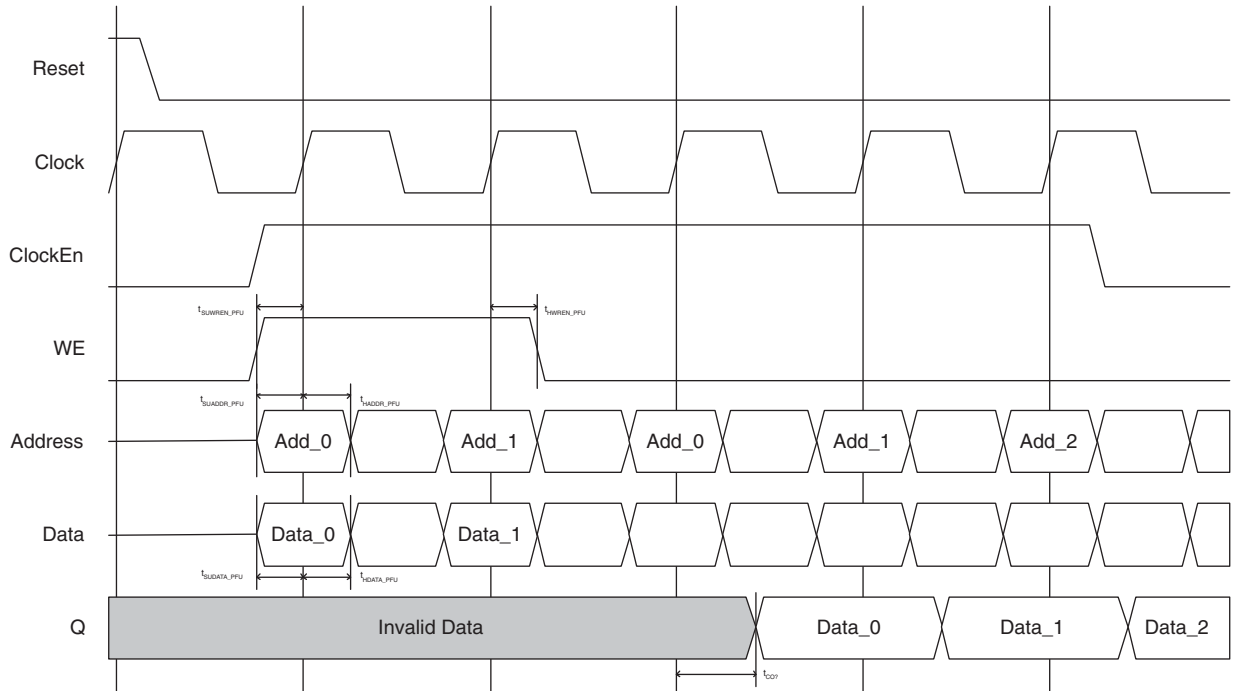 Reset
Clock
ClockEn
tSUWREN_PFU tHWREN_PFU
WE
tSUADDR_PFU tHADDR_PFU
Address Add_0 Add_1 Add_0 Add_1 Add_2
Data Data_0 Data_1
tSUDATA_PFU tHDATA_PFU
Q Invalid Data Data_0 Data_1 Data_2
tCO?